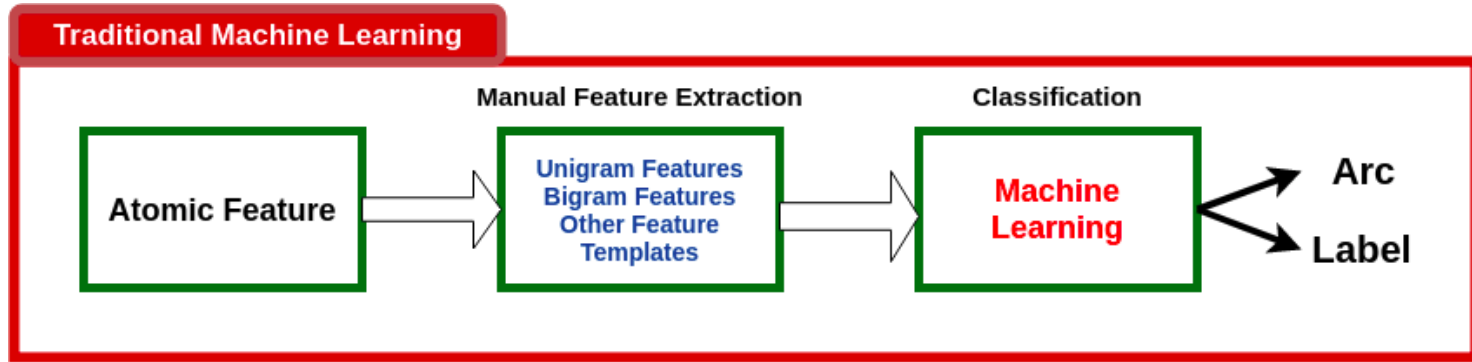 Traditional Machine Learning
Manual Feature Extraction
Classification
Atomic Feature
Unigram Features
Bigram Features
Other Feature
Templates
Machine
Learning
Arc
Label